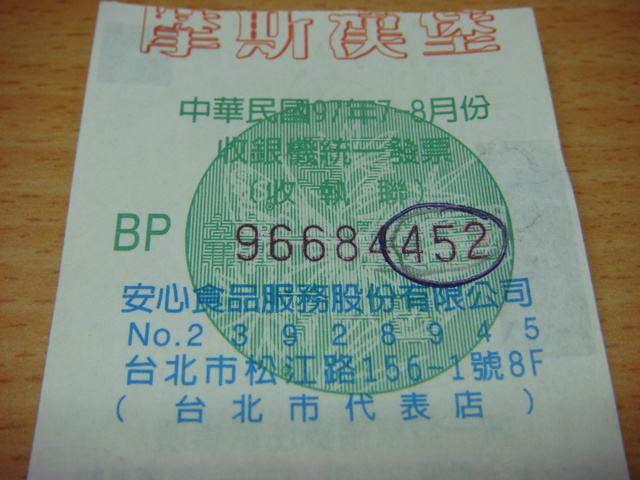 摩斯漢堡
中華民國97年7-8月份
收銀機統一發票
(收執聯)
BP 96684452
安心食品服務股份有限公司
No.23928945
台北市松江路156-1號8F
(台北市代表店)